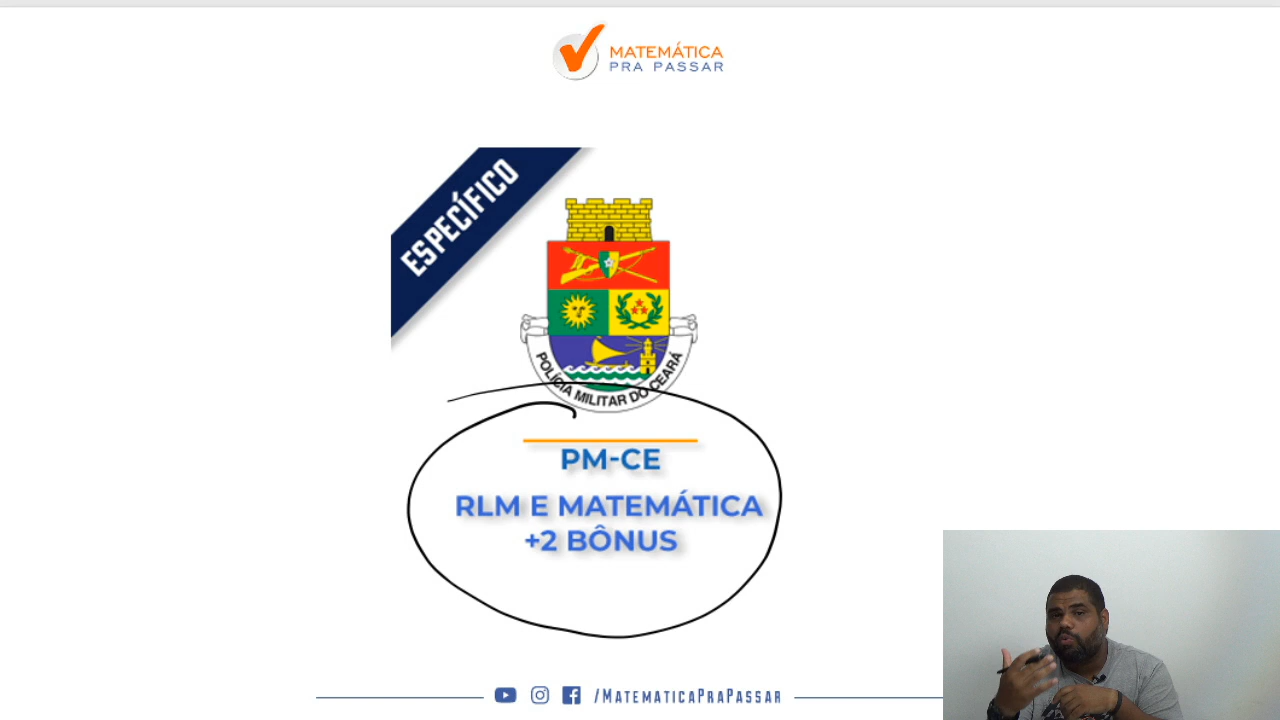 MATEMÁTICA
PRA PASSAR
ESPECÍFICO
POLÍCIA MILITAR DO CEARÁ
PM-CE
RLM E MATEMÁTICA
+2 BÔNUS
/MATEMATICAPRAPASSAR